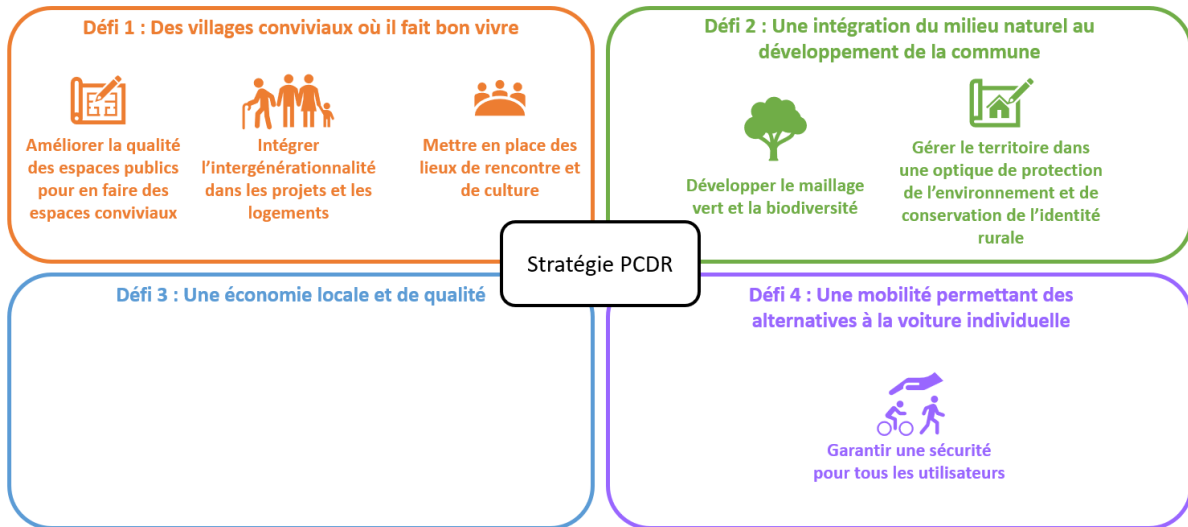 Défi 1 : Des villages conviviaux où il fait bon vivre
Améliorer la qualité
des espaces publics
pour en faire des
espaces conviviaux
Intégrer
l’intergénérationnalité
dans les projets et les
logements
Mettre en place des
lieux de rencontre et
de culture
Défi 2 : Une intégration du milieu naturel au
développement de la commune
Développer le maillage
vert et la biodiversité
Gérer le territoire dans
une optique de protection
de l’environnement et de
conservation de l’identité
rurale
Stratégie PCDR
Défi 3 : Une économie locale et de qualité
Défi 4 : Une mobilité permettant des
alternatives à la voiture individuelle
Garantir une sécurité
pour tous les utilisateurs